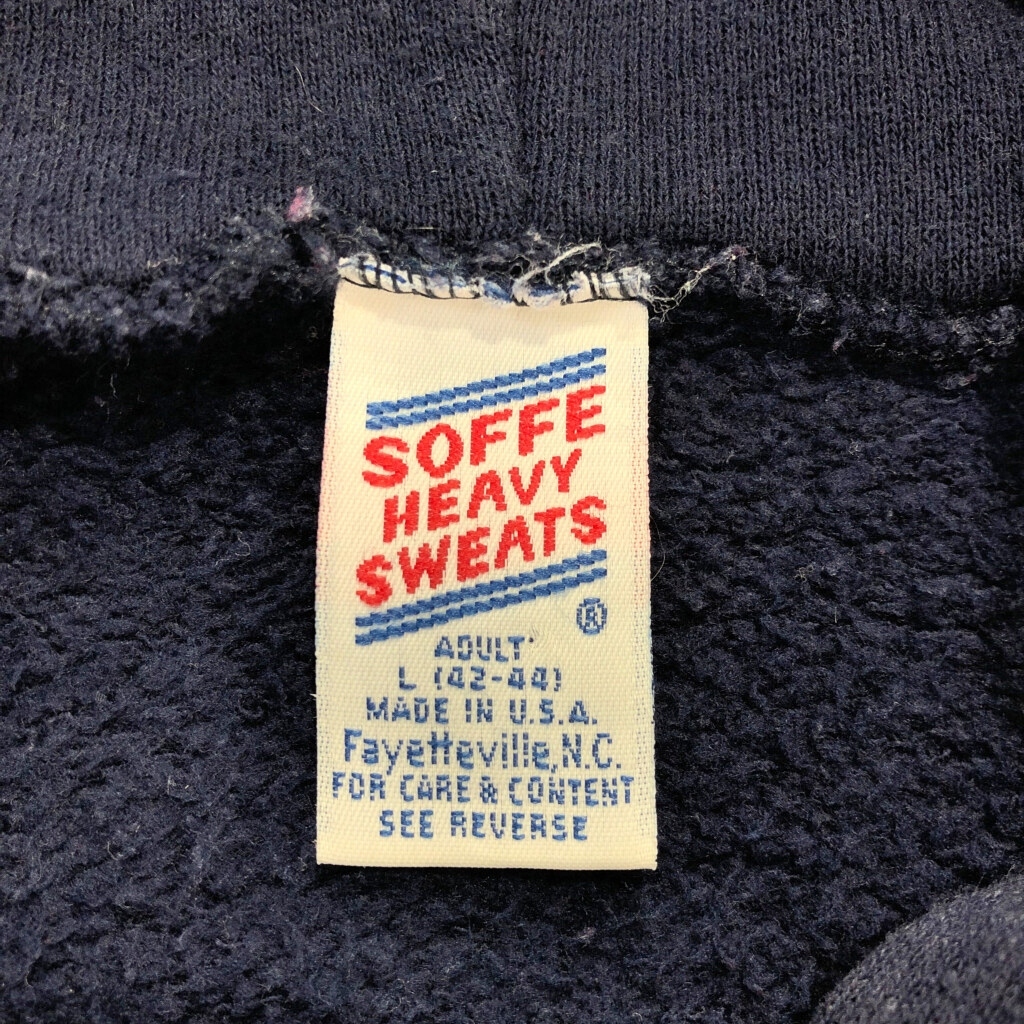 SOFFE
HEAVY
SWEATS
®
ADULT
L (42-44)
MADE IN U.S.A.
Fayetteville, N.C.
FOR CARE & CONTENT
SEE REVERSE